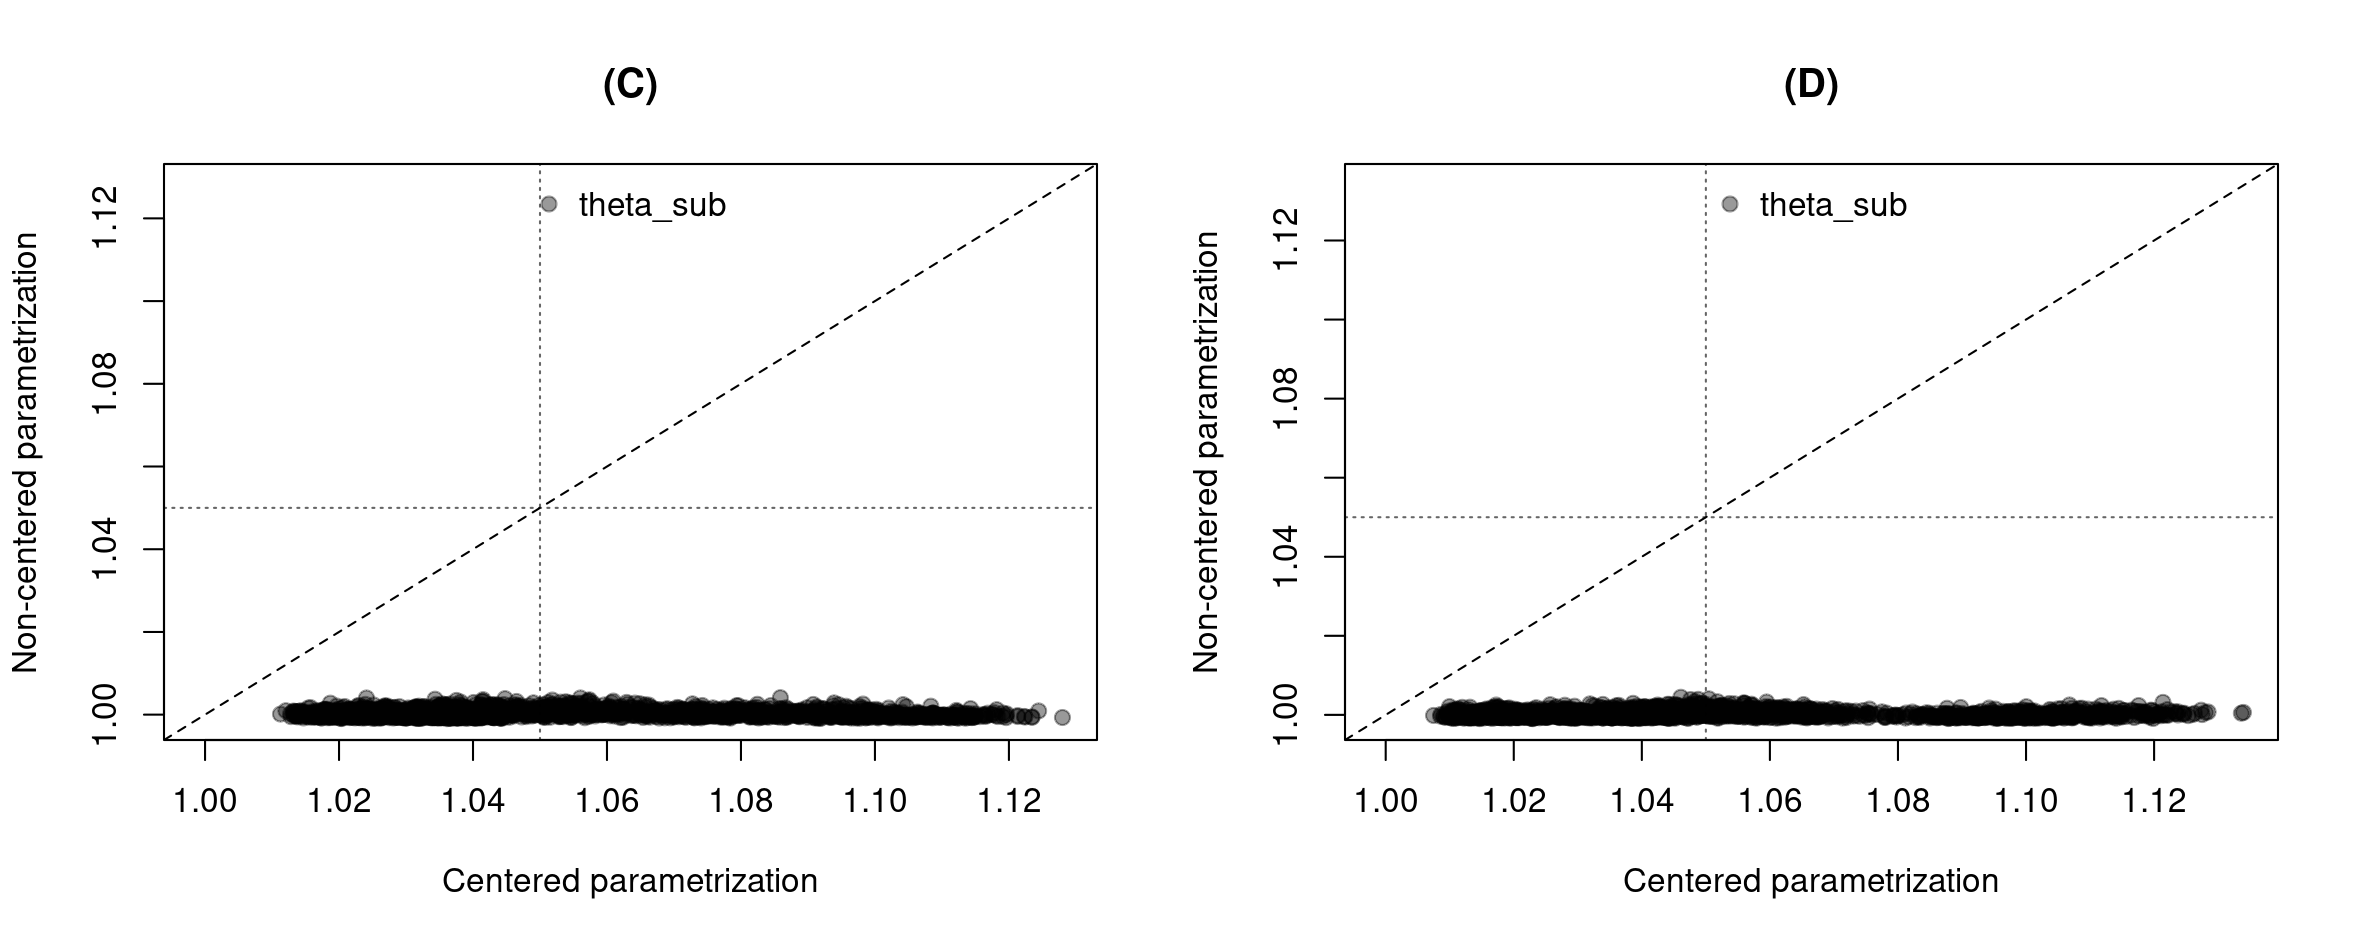 (C)
theta_sub
Non-centered parametrization
1.12
1.08
1.04
1.00
1.00 1.02 1.04 1.06 1.08 1.10 1.12
Centered parametrization
(D)
theta_sub
Non-centered parametrization
1.12
1.08
1.04
1.00
1.00 1.02 1.04 1.06 1.08 1.10 1.12
Centered parametrization